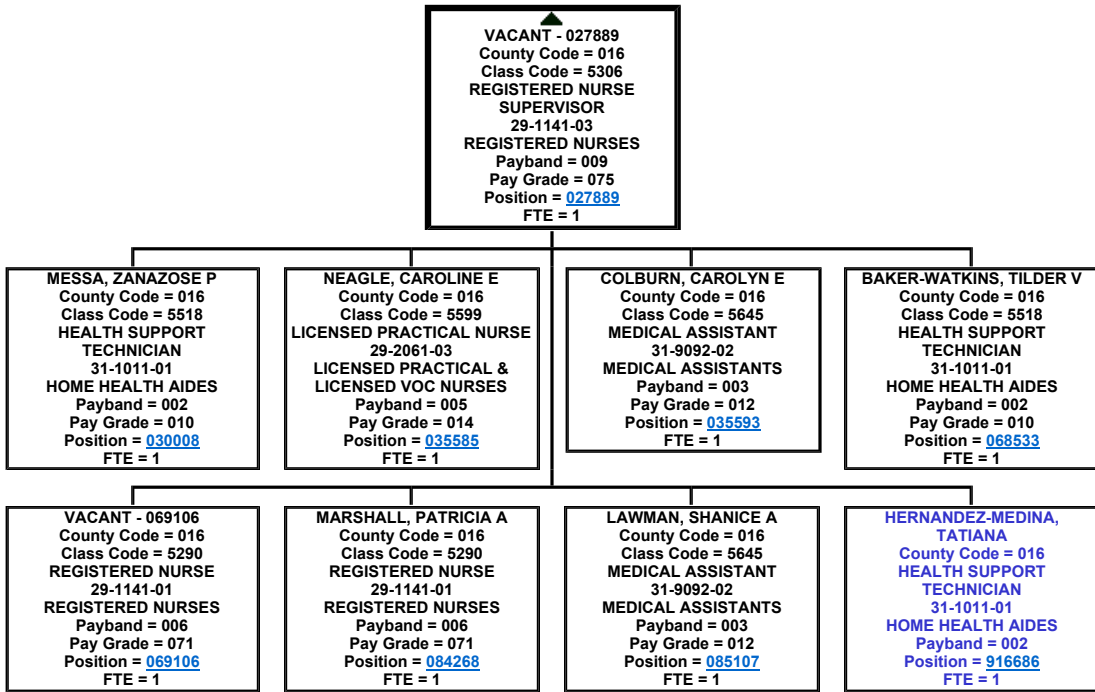 VACANT - 027889
County Code = 016
Class Code = 5306
REGISTERED NURSE
SUPERVISOR
29-1141-03
REGISTERED NURSES
Payband = 009
Pay Grade = 075
Position = 027889
FTE = 1
MESSA, ZANAZOSE P
County Code = 016
Class Code = 5518
HEALTH SUPPORT
TECHNICIAN
31-1011-01
HOME HEALTH AIDES
Payband = 002
Pay Grade = 010
Position = 030008
FTE = 1
NEAGLE, CAROLINE E
County Code = 016
Class Code = 5599
LICENSED PRACTICAL NURSE
29-2061-03
LICENSED PRACTICAL &
LICENSED VOC NURSES
Payband = 005
Pay Grade = 014
Position = 035585
FTE = 1
COLBURN, CAROLYN E
County Code = 016
Class Code = 5645
MEDICAL ASSISTANT
31-9092-02
MEDICAL ASSISTANTS
Payband = 003
Pay Grade = 012
Position = 035593
FTE = 1
BAKER-WATKINS, TILDER V
County Code = 016
Class Code = 5518
HEALTH SUPPORT
TECHNICIAN
31-1011-01
HOME HEALTH AIDES
Payband = 002
Pay Grade = 010
Position = 068533
FTE = 1
VACANT - 069106
County Code = 016
Class Code = 5290
REGISTERED NURSE
29-1141-01
REGISTERED NURSES
Payband = 006
Pay Grade = 071
Position = 069106
FTE = 1
MARSHALL, PATRICIA A
County Code = 016
Class Code = 5290
REGISTERED NURSE
29-1141-01
REGISTERED NURSES
Payband = 006
Pay Grade = 071
Position = 084268
FTE = 1
LAWMAN, SHANICE A
County Code = 016
Class Code = 5645
MEDICAL ASSISTANT
31-9092-02
MEDICAL ASSISTANTS
Payband = 003
Pay Grade = 012
Position = 085107
FTE = 1
HERNANDEZ-MEDINA,
TATIANA
County Code = 016
HEALTH SUPPORT
TECHNICIAN
31-1011-01
HOME HEALTH AIDES
Payband = 002
Position = 916686
FTE = 1